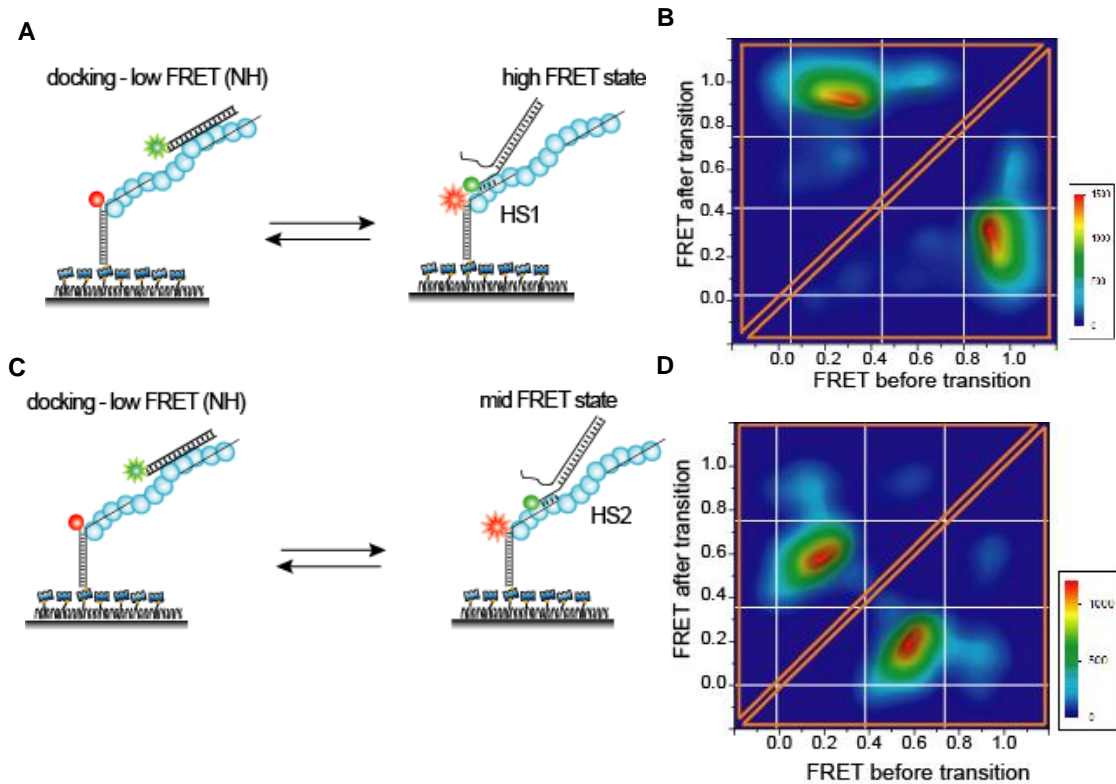 A
docking - low FRET (NH)
high FRET state
HS1
B
FRET after transition
1.0
0.8
0.6
0.4
0.2
0.0
0.0 0.2 0.4 0.6 0.8 1.0
FRET before transition
1500
1000
500
0
C
docking - low FRET (NH)
mid FRET state
HS2
D
FRET after transition
1.0
0.8
0.6
0.4
0.2
0.0
0.0 0.2 0.4 0.6 0.8 1.0
FRET before transition
1000
500
0